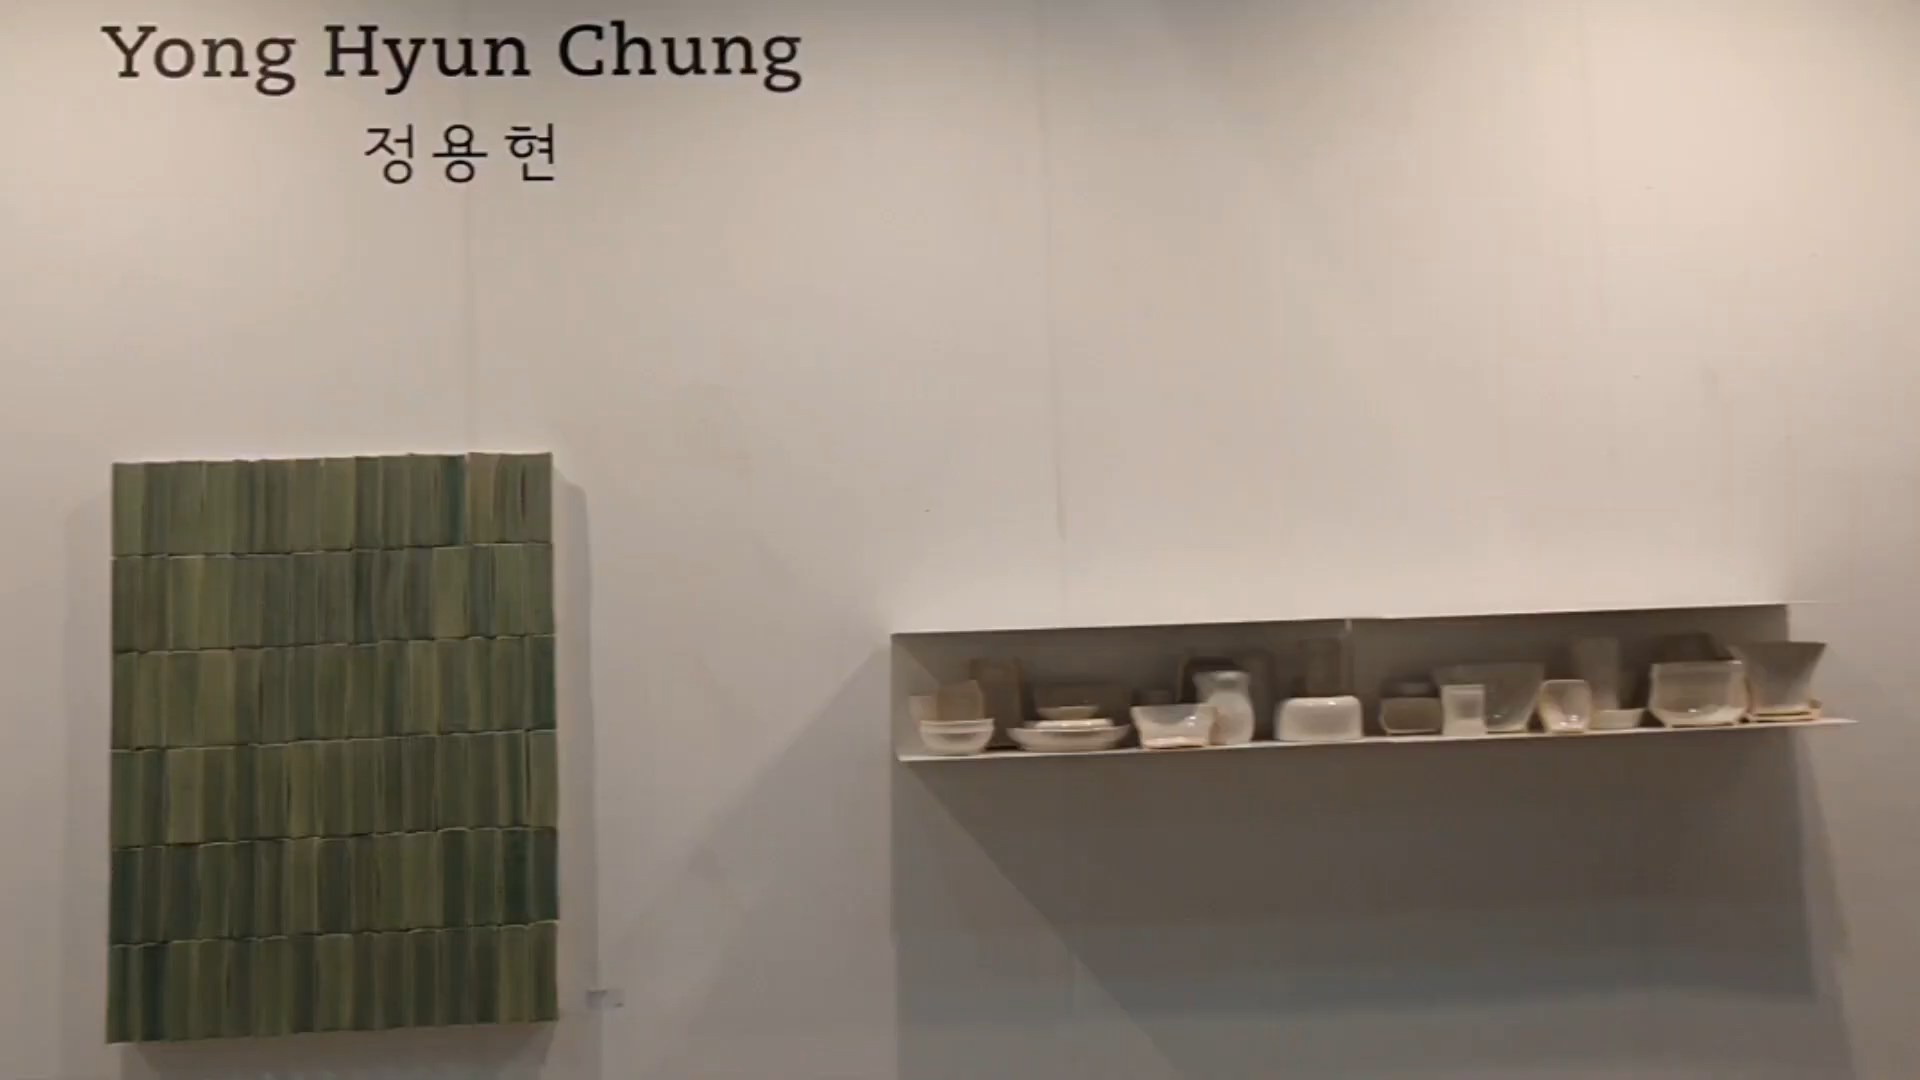 Yong Hyun Chung
정용현